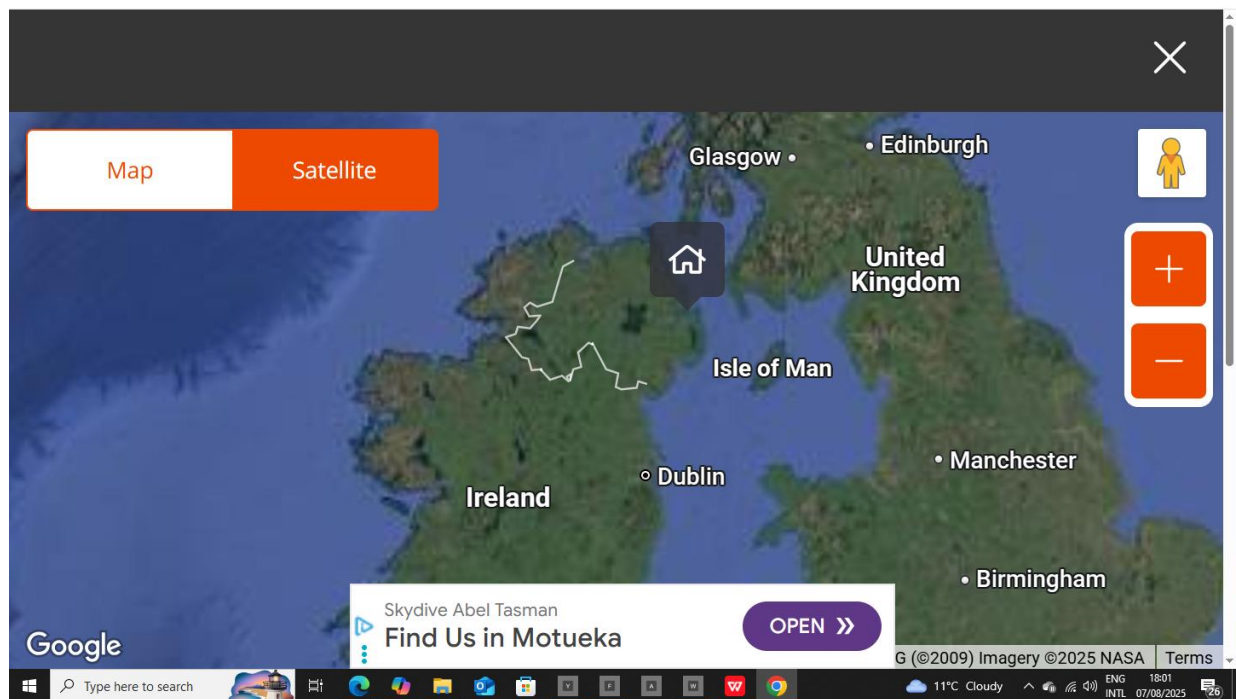 Map
Satellite
Glasgow
Edinburgh
United
Kingdom
Isle of Man
Manchester
Dublin
Ireland
Birmingham
Skydive Abel Tasman
Find Us in Motueka
OPEN
Google
G (©2009) Imagery ©2025 NASA
Terms
Type here to search
Y
F
A
W
W
11°C Cloudy
ENG
INTL
18:01
07/08/2025
26